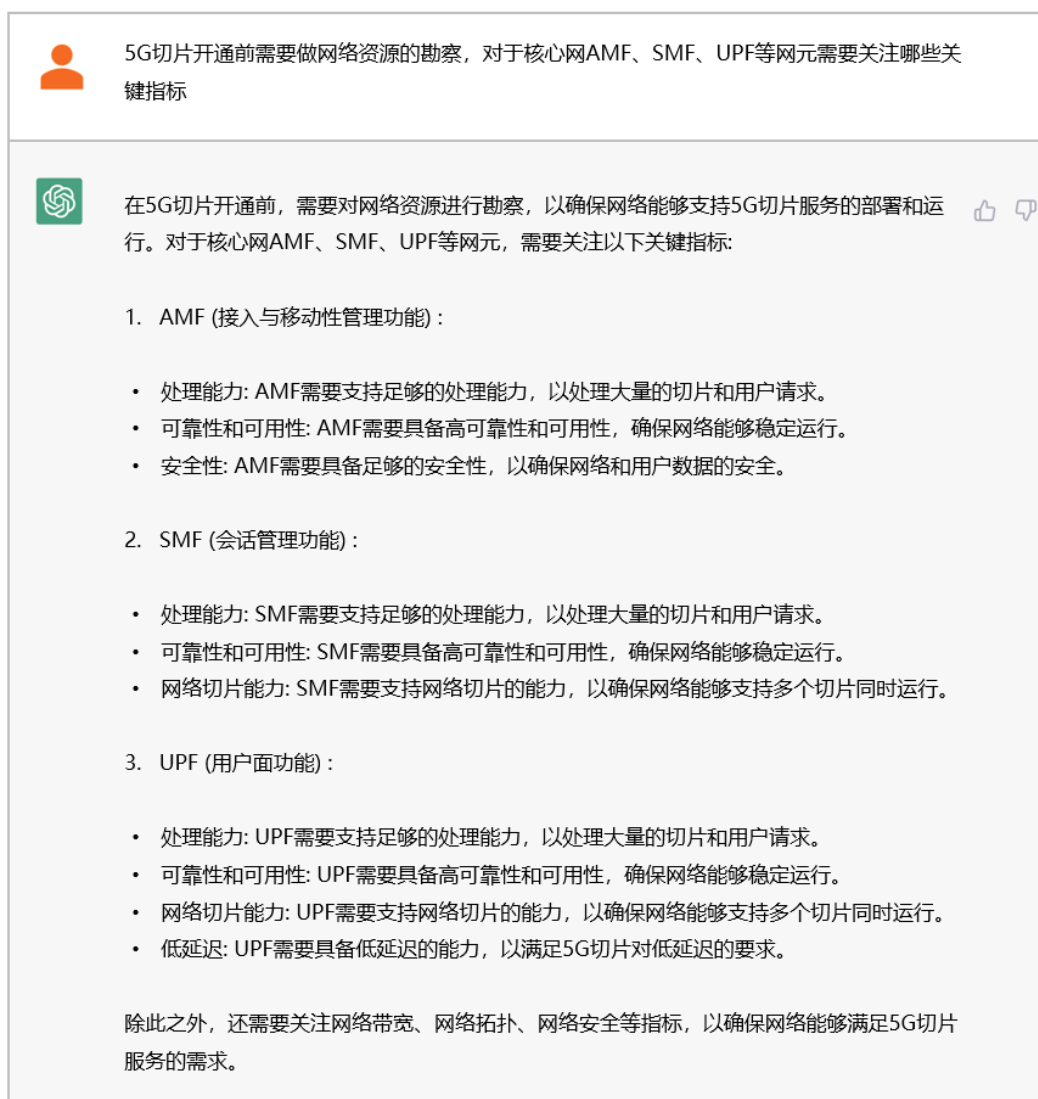 5G切片开通前需要做网络资源的勘察，对于核心网AMF、SMF、UPF等网元需要关注哪些关
键指标
在5G切片开通前，需要对网络资源进行勘察，以确保网络能够支持5G切片服务的部署和运
行。对于核心网AMF、SMF、UPF等网元，需要关注以下关键指标:
1. AMF (接入与移动性管理功能) :
• 处理能力: AMF需要支持足够的处理能力，以处理大量的切片和用户请求。
• 可靠性和可用性: AMF需要具备高可靠性和可用性，确保网络能够稳定运行。
• 安全性: AMF需要具备足够的安全性，以确保网络和用户数据的安全。
2. SMF (会话管理功能) :
• 处理能力: SMF需要支持足够的处理能力，以处理大量的切片和用户请求。
• 可靠性和可用性: SMF需要具备高可靠性和可用性，确保网络能够稳定运行。
• 网络切片能力: SMF需要支持网络切片的能力，以确保网络能够支持多个切片同时运行。
3. UPF (用户面功能) :
• 处理能力: UPF需要支持足够的处理能力，以处理大量的切片和用户请求。
• 可靠性和可用性: UPF需要具备高可靠性和可用性，确保网络能够稳定运行。
• 网络切片能力: UPF需要支持网络切片的能力，以确保网络能够支持多个切片同时运行。
• 低延迟: UPF需要具备低延迟的能力，以满足5G切片对低延迟的要求。
除此之外，还需要关注网络带宽、网络拓扑、网络安全等指标，以确保网络能够满足5G切片
服务的需求。